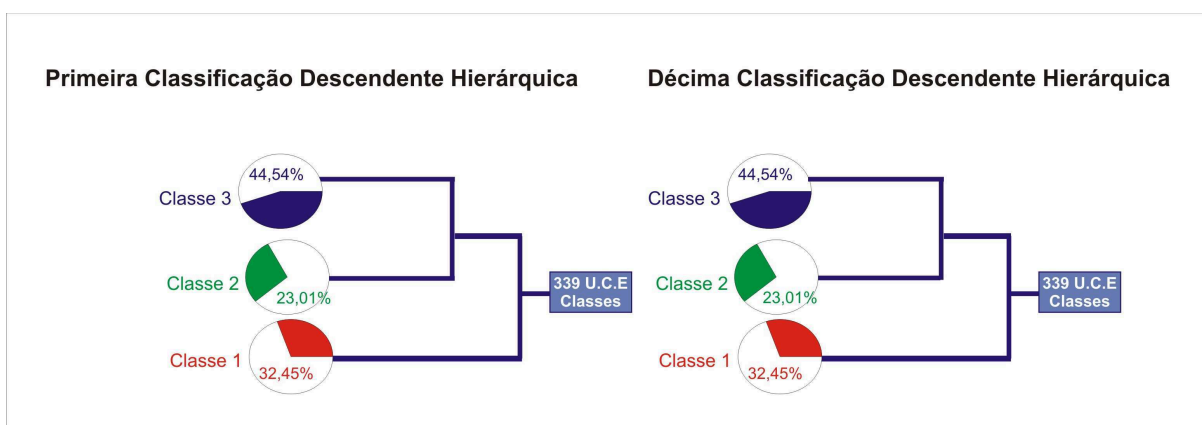 Primeira Classificação Descendente Hierárquica
44,54%
Classe 3
Classe 2
23,01%
339 U.C.E
Classes
Classe 1
32,45%
Décima Classificação Descendente Hierárquica
44,54%
Classe 3
Classe 2
23,01%
339 U.C.E
Classes
Classe 1
32,45%